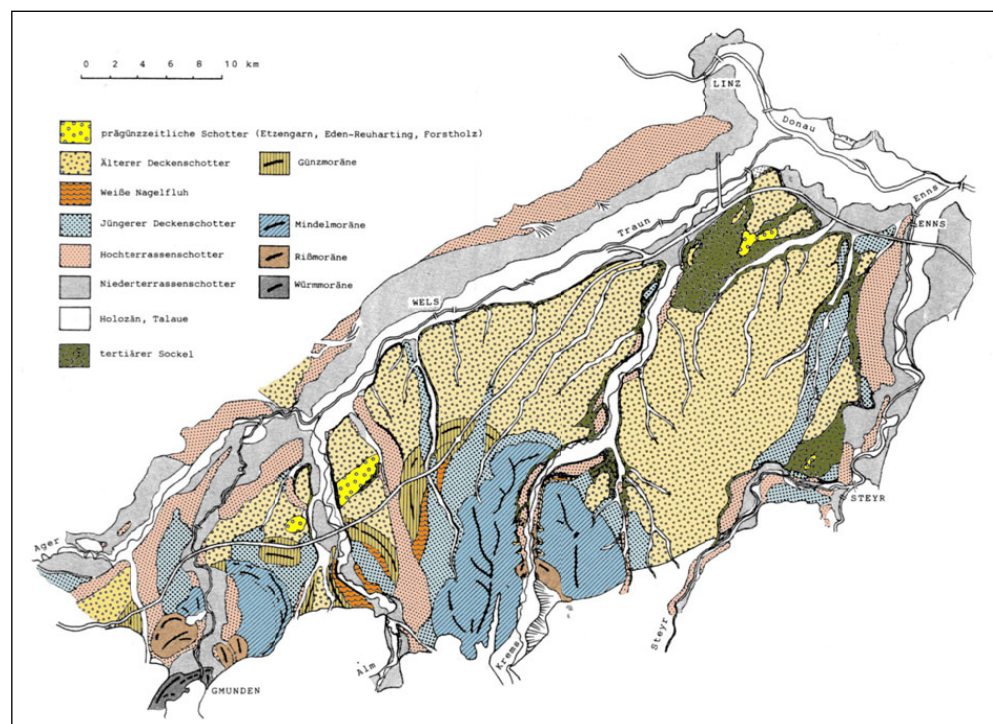 0 2 4 6 8 10 km
prägünzzeitliche Schotter (Etzengarn, Eden-Reuharting, Forstholz)
Älterer Deckenschotter
Günzmoräne
Weiße Nagelfluh
Jüngerer Deckenschotter
Mindelmoräne
Hochterrassenschotter
Rißmoräne
Niederterrassenschotter
Würmmoräne
Holozän, Talaue
tertiärer Sockel
LINZ
Donau
Enns
ENNS
Traun
WELS
STEYR
Ager
Steyr
Krems
Alm
GMUNDEN